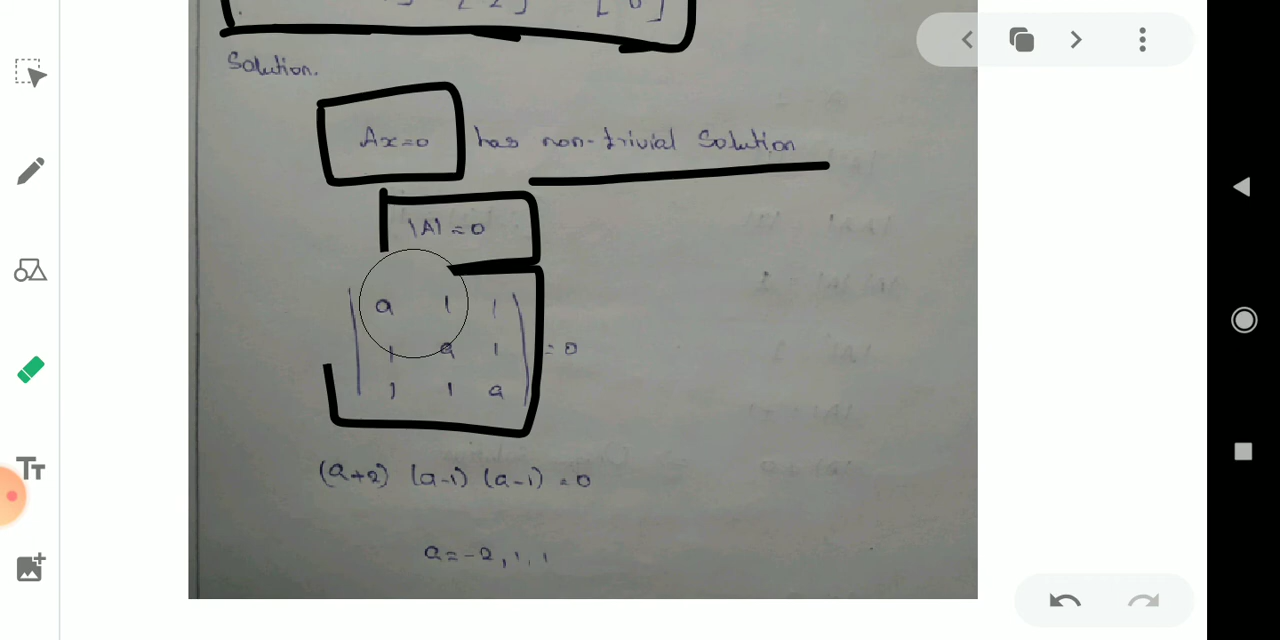 2
Solution.
Ax=0 has non-trivial Solution
|A| = 0
| a 1 1 |
| 1 a 1 | = 0
| 1 1 a |
(a+2) (a-1) (a-1) = 0
a = -2, 1, 1